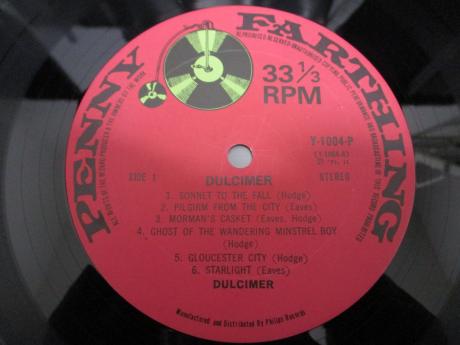 PENNY
FARTHING
33 1/3
RPM
Y-1004-P
SIDE 1
DULCIMER
STEREO
1. SONNET TO THE FALL (Hodge)
2. PILGRIM FROM THE CITY (Eaves)
3. MORMAN'S CASKET (Eaves, Hodge)
4. GHOST OF THE WANDERING MINSTREL BOY
(Hodge)
5. GLOUCESTER CITY (Hodge)
6. STARLIGHT (Eaves)
DULCIMER
Manufactured and Distributed By Philips Records